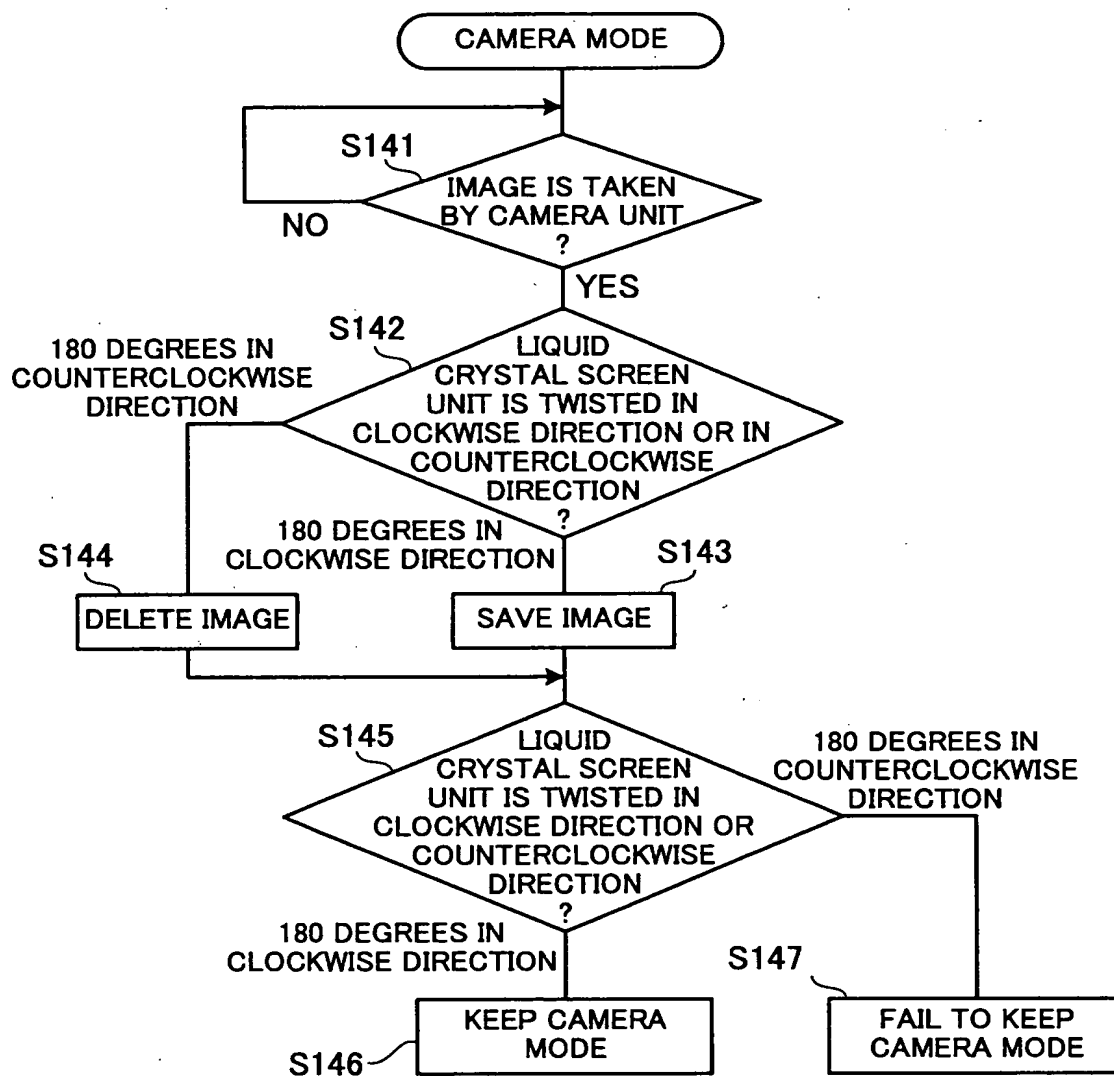 CAMERA MODE
S141
IMAGE IS TAKEN
BY CAMERA UNIT
?
NO
YES
S142
180 DEGREES IN
COUNTERCLOCKWISE
DIRECTION
LIQUID
CRYSTAL SCREEN
UNIT IS TWISTED IN
CLOCKWISE DIRECTION OR IN
COUNTERCLOCKWISE
DIRECTION
?
180 DEGREES IN
CLOCKWISE DIRECTION
S144
S143
DELETE IMAGE
SAVE IMAGE
S145
LIQUID
CRYSTAL SCREEN
UNIT IS TWISTED IN
CLOCKWISE DIRECTION OR
COUNTERCLOCKWISE
DIRECTION
?
180 DEGREES IN
COUNTERCLOCKWISE
DIRECTION
180 DEGREES IN
CLOCKWISE DIRECTION
S147
KEEP CAMERA
MODE
S146
FAIL TO KEEP
CAMERA MODE